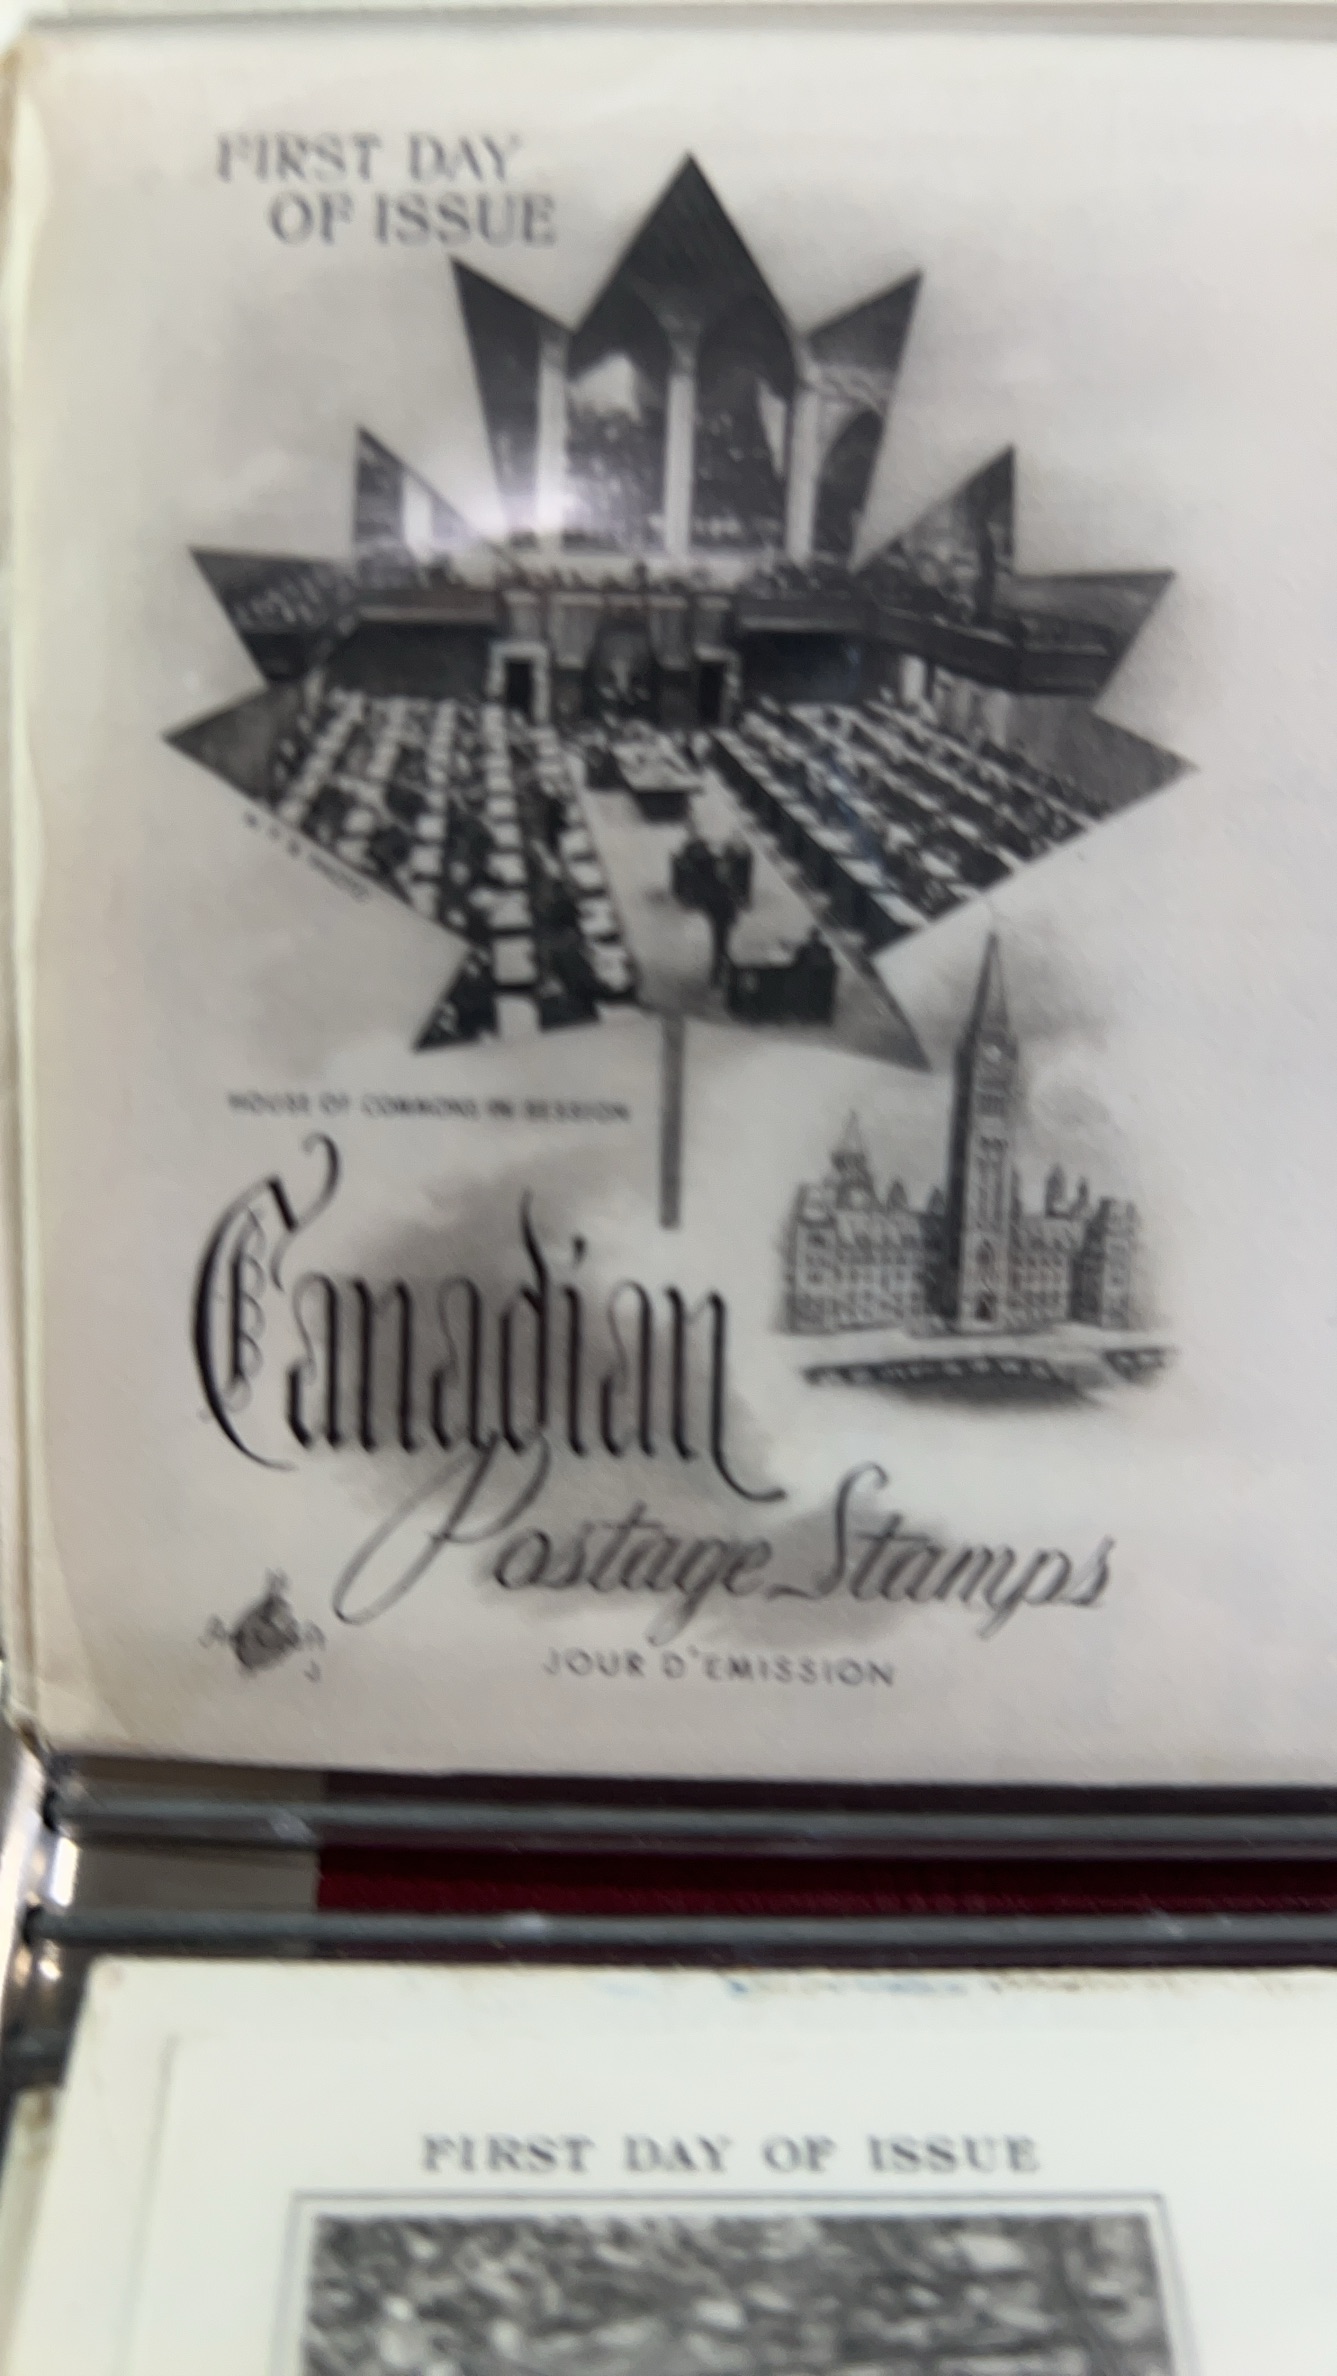 FIRST DAY
OF ISSUE
HOUSE OF COMMONS IN SESSION
Canadian
Postage Stamps
JOUR D'EMISSION
FIRST DAY OF ISSUE